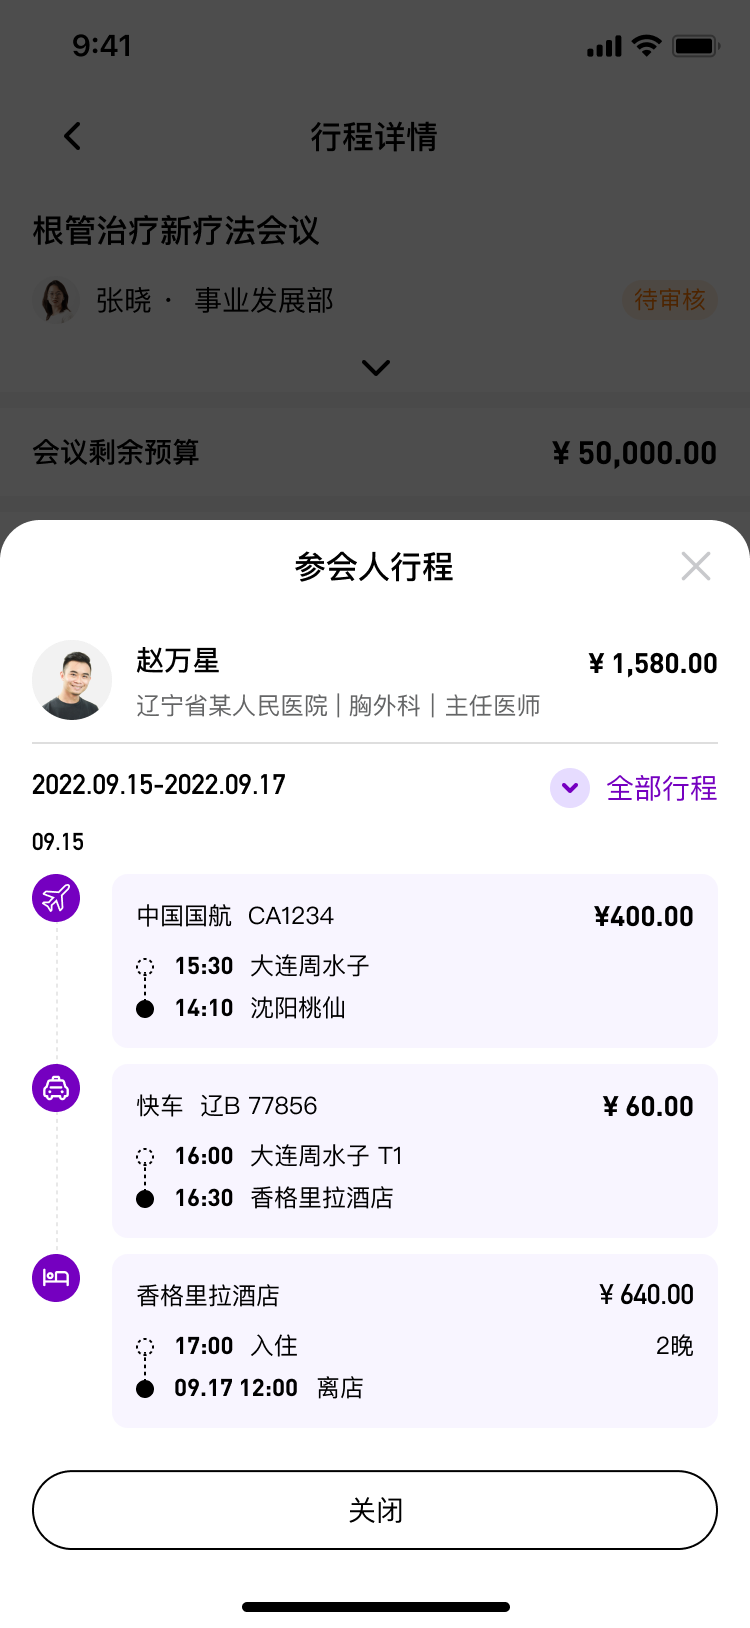 9:41
行程详情
根管治疗新疗法会议
张晓 · 事业发展部
待审核
会议剩余预算
¥ 50,000.00
参会人行程
赵万星
¥ 1,580.00
辽宁省某人民医院 | 胸外科 | 主任医师
2022.09.15-2022.09.17
全部行程
09.15
中国国航 CA1234
¥400.00
15:30 大连周水子
14:10 沈阳桃仙
快车 辽B 77856
¥ 60.00
16:00 大连周水子 T1
16:30 香格里拉酒店
香格里拉酒店
¥ 640.00
17:00 入住
2晚
09.17 12:00 离店
关闭